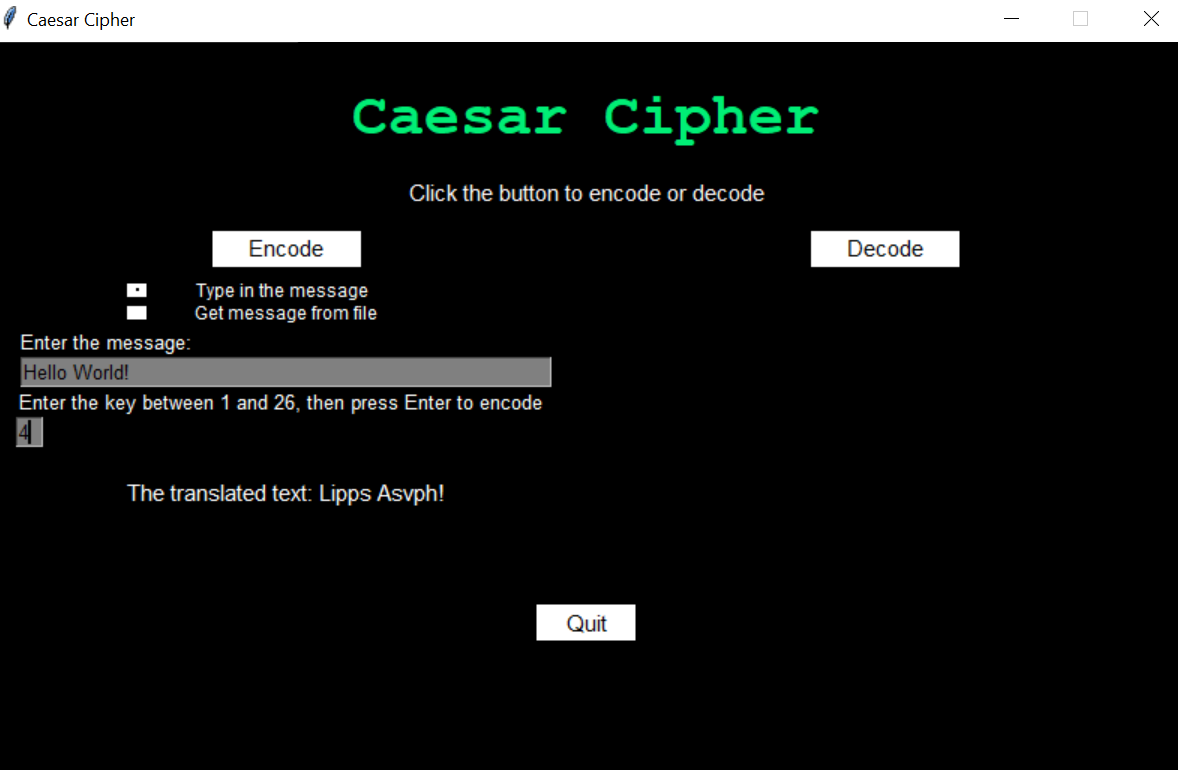 Caesar Cipher
Caesar Cipher
Click the button to encode or decode
Encode Decode
Type in the message
Get message from file
Enter the message:
Hello World!
Enter the key between 1 and 26, then press Enter to encode
4
The translated text: Lipps Asvph!
Quit